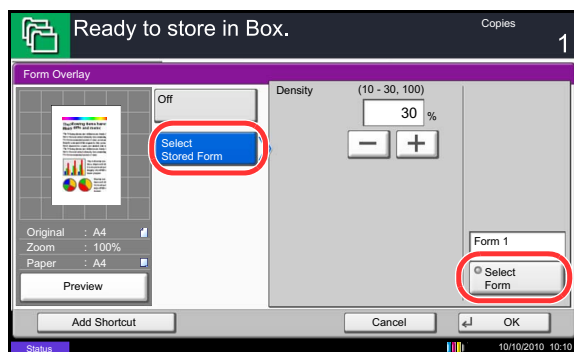 Ready to store in Box.
Copies
1
Form Overlay
Off
Select
Stored Form
Density
(10 - 30, 100)
30 %
Original : A4
Zoom : 100%
Paper : A4
Preview
Form 1
Select
Form
Add Shortcut
Cancel
OK
Status
10/10/2010 10:10